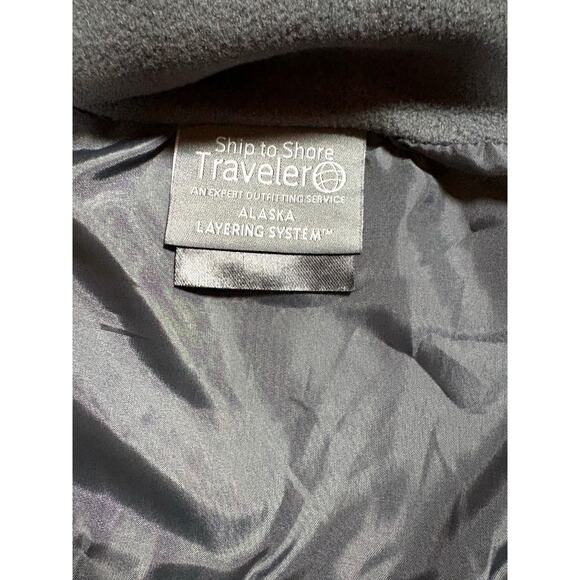 Ship to Shore
Traveler
AN EXPERT OUTFITTING SERVICE
ALASKA
LAYERING SYSTEM™